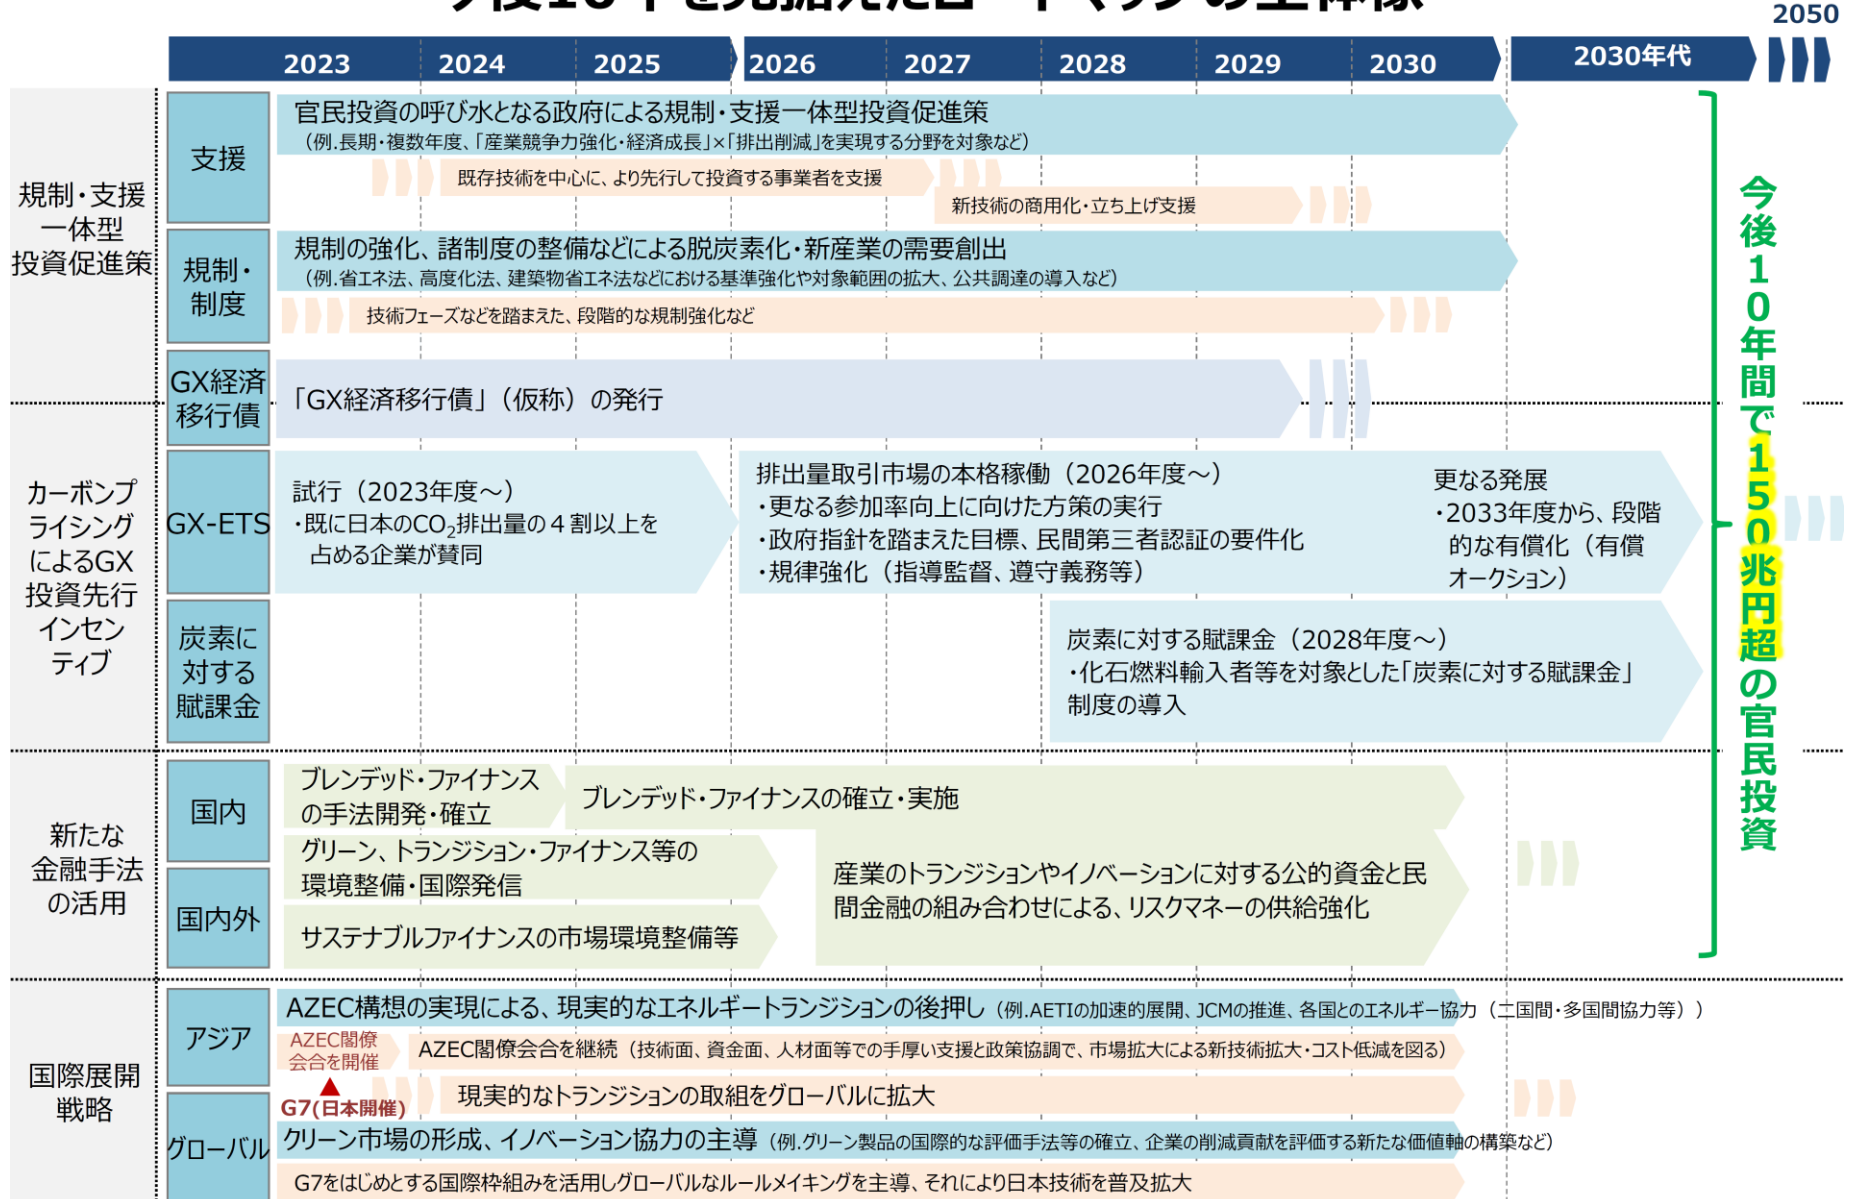 今後10年を見据えたロードマップの全体像
2050
2023 2024 2025 2026 2027 2028 2029 2030 2030年代
規制・支援
一体型
投資促進策
支援
官民投資の呼び水となる政府による規制・支援一体型投資促進策
（例.長期・複数年度、「産業競争力強化・経済成長」×「排出削減」を実現する分野を対象など）
既存技術を中心に、より先行して投資する事業者を支援
新技術の商用化・立ち上げ支援
規制・
制度
規制の強化、諸制度の整備などによる脱炭素化・新産業の需要創出
（例.省エネ法、高度化法、建築物省エネ法などにおける基準強化や対象範囲の拡大、公共調達の導入など）
技術フェーズなどを踏まえた、段階的な規制強化など
GX経済
移行債
「GX経済移行債」（仮称）の発行
カーボンプ
ライシング
によるGX
投資先行
インセン
ティブ
GX-ETS
試行（2023年度～）
・既に日本のCO2排出量の４割以上を
占める企業が賛同
排出量取引市場の本格稼働（2026年度～）
・更なる参加率向上に向けた方策の実行
・政府指針を踏まえた目標、民間第三者認証の要件化
・規律強化（指導監督、遵守義務等）
更なる発展
・2033年度から、段階
的な有償化（有償
オークション）
炭素に
対する
賦課金
炭素に対する賦課金（2028年度～）
・化石燃料輸入者等を対象とした「炭素に対する賦課金」
制度の導入
新たな
金融手法
の活用
国内
ブレンデッド・ファイナンス
の手法開発・確立
ブレンデッド・ファイナンスの確立・実施
国内外
グリーン、トランジション・ファイナンス等の
環境整備・国際発信
サステナブルファイナンスの市場環境整備等
産業のトランジションやイノベーションに対する公的資金と民
間金融の組み合わせによる、リスクマネーの供給強化
今後10年間で150兆円超の官民投資
国際展開
戦略
アジア
AZEC構想の実現による、現実的なエネルギートランジションの後押し（例.AETIの加速的展開、JCMの推進、各国とのエネルギー協力（二国間・多国間協力等））
AZEC閣僚
会合を開催
AZEC閣僚会合を継続（技術面、資金面、人材面等での手厚い支援と政策協調で、市場拡大による新技術拡大・コスト低減を図る）
現実的なトランジションの取組をグローバルに拡大
G7(日本開催)
グローバル
クリーン市場の形成、イノベーション協力の主導（例.グリーン製品の国際的な評価手法等の確立、企業の削減貢献を評価する新たな価値軸の構築など）
G7をはじめとする国際枠組みを活用しグローバルなルールメイキングを主導、それにより日本技術を普及拡大